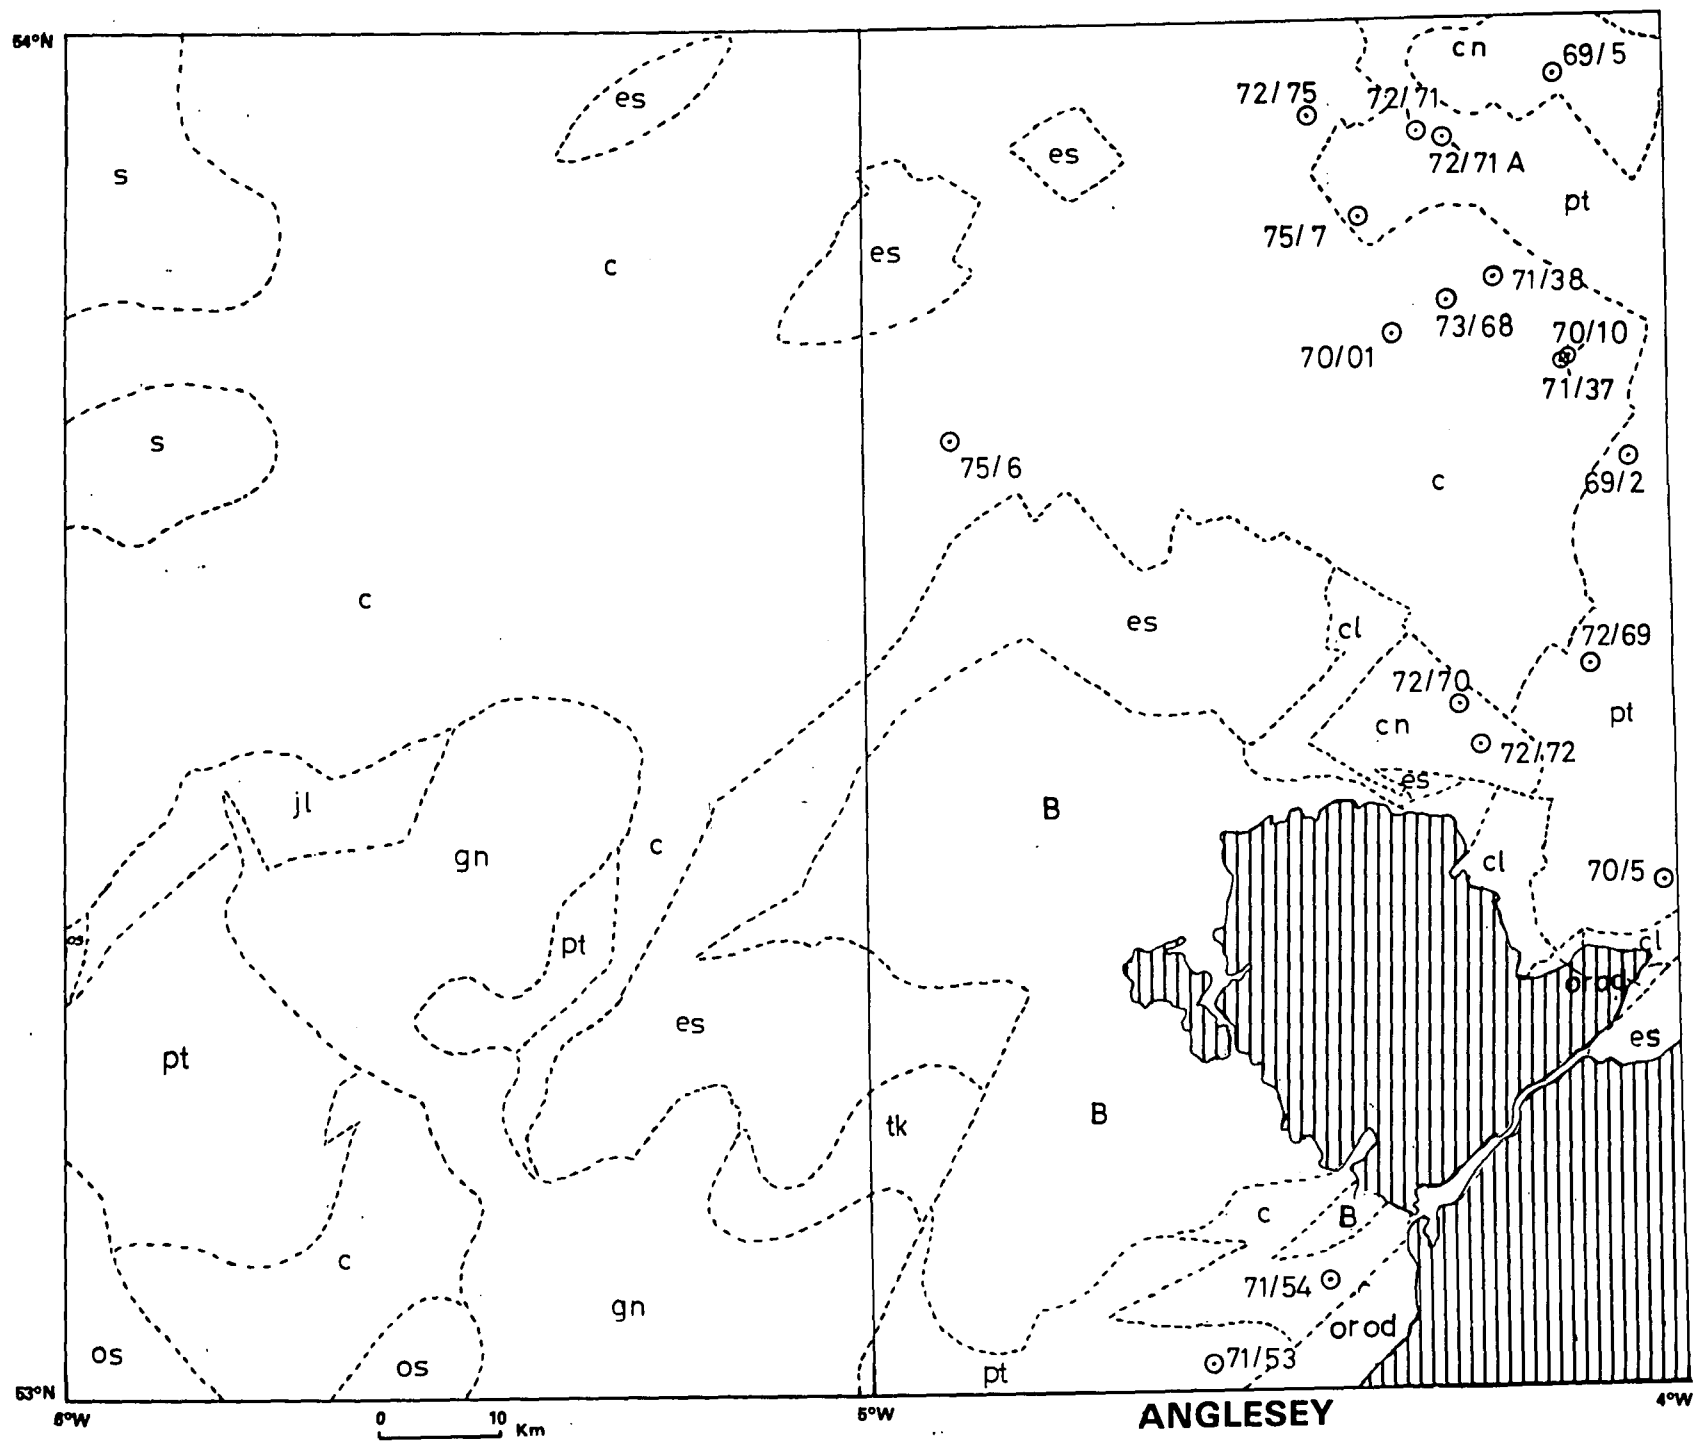 54°N
cn
69/5
es
72/75
72/71
es
72/71 A
s
pt
75/7
es
c
71/38
73/68
70/10
70/01
71/37
s
75/6
c
69/2
c
es
cl
72/69
72/70
pt
cn
72/72
es
jl
B
c
gn
cl
70/5
os
pt
cl
orod
es
es
pt
B
tk
c
B
c
71/54
gn
orod
os
os
71/53
pt
53°N
6°W
0
10
Km
5°W
ANGLESEY
4°W